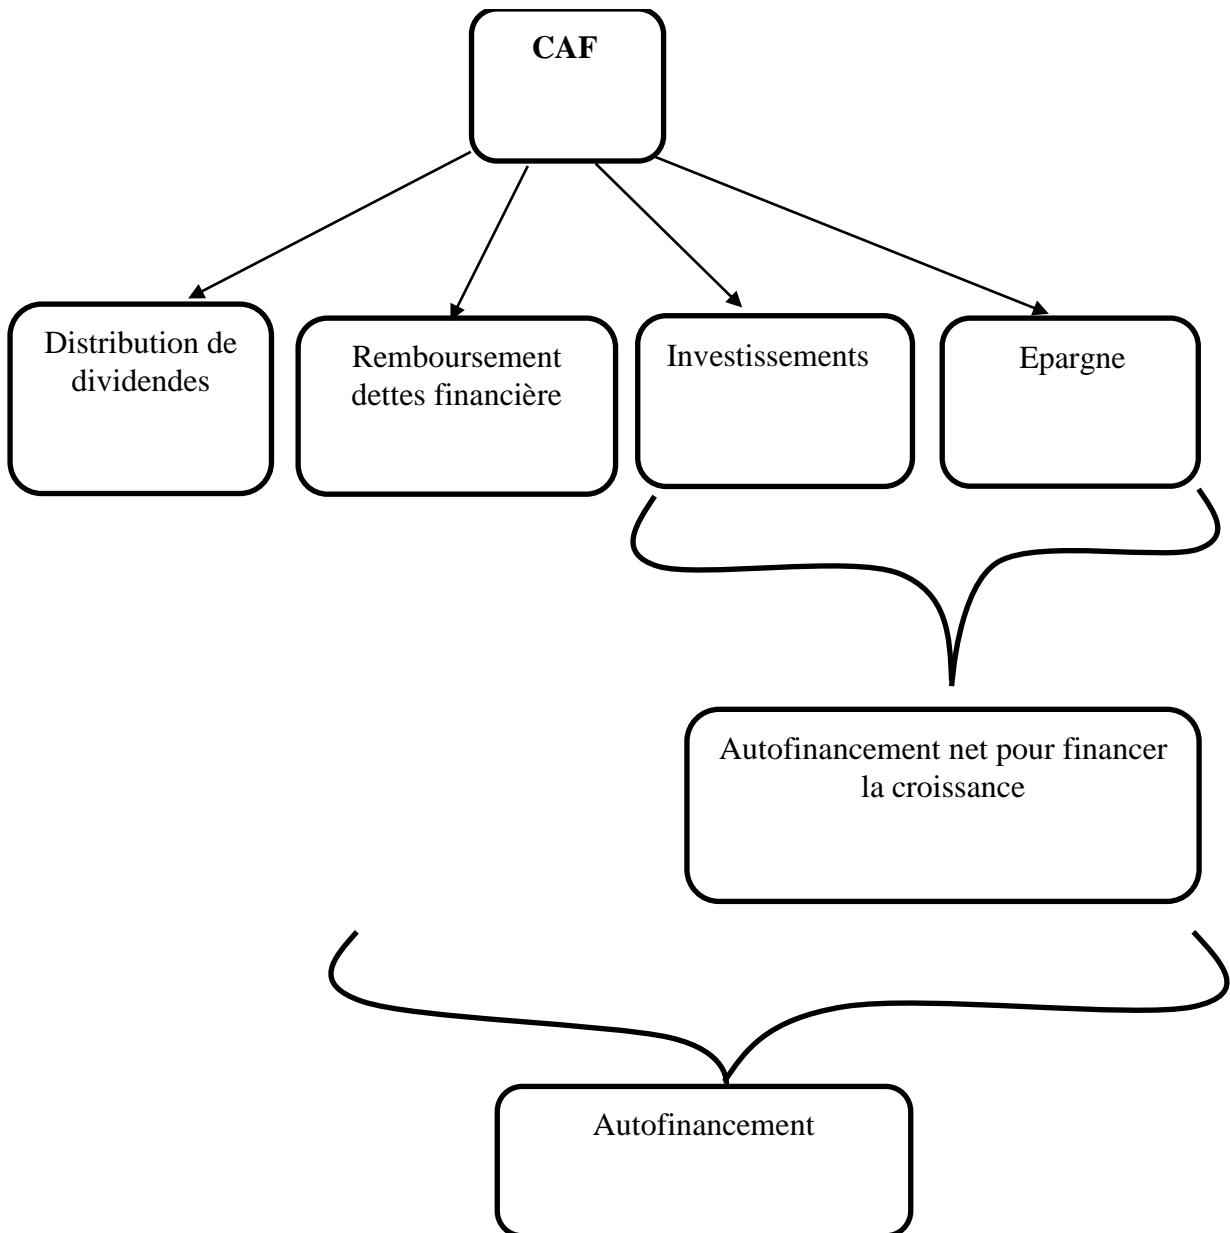 CAF
Distribution de
dividendes
Remboursement
dettes financière
Investissements
Epargne
Autofinancement net pour financer
la croissance
Autofinancement